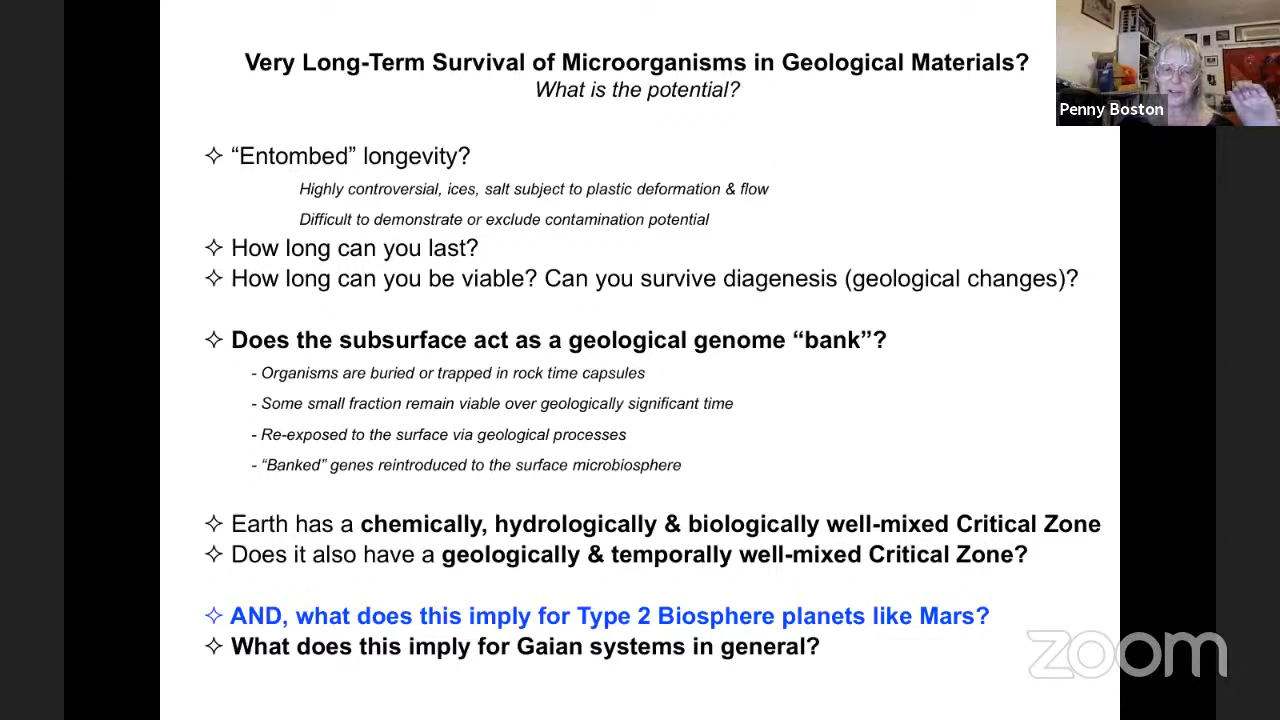 Very Long-Term Survival of Microorganisms in Geological Materials?
What is the potential?
Penny Boston
✧ “Entombed” longevity?
Highly controversial, ices, salt subject to plastic deformation & flow
Difficult to demonstrate or exclude contamination potential
✧ How long can you last?
✧ How long can you be viable? Can you survive diagenesis (geological changes)?
✧ Does the subsurface act as a geological genome “bank”?
- Organisms are buried or trapped in rock time capsules
- Some small fraction remain viable over geologically significant time
- Re-exposed to the surface via geological processes
- “Banked” genes reintroduced to the surface microbiosphere
✧ Earth has a chemically, hydrologically & biologically well-mixed Critical Zone
✧ Does it also have a geologically & temporally well-mixed Critical Zone?
✧ AND, what does this imply for Type 2 Biosphere planets like Mars?
✧ What does this imply for Gaian systems in general?
zoom